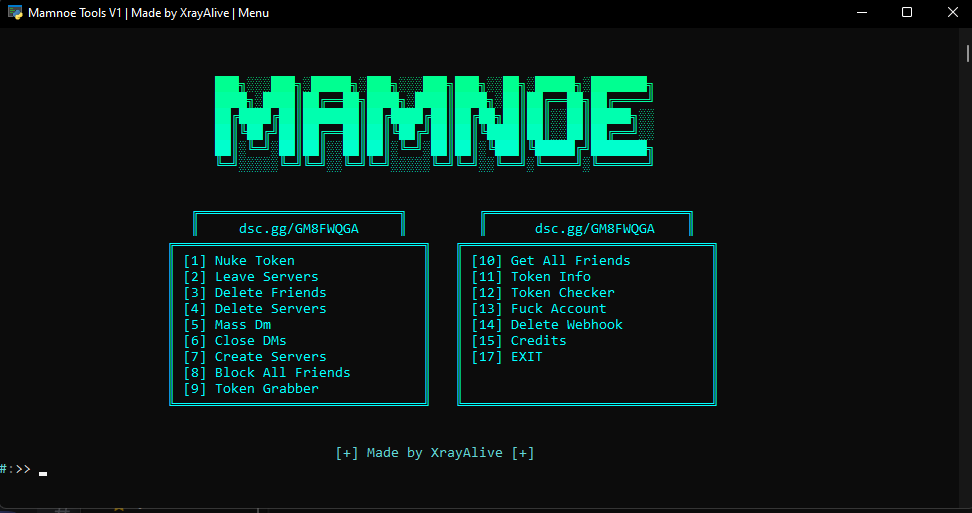 Mamnoe Tools V1 | Made by XrayAlive | Menu
MAMNOE
dsc.gg/GM8FWQGA
[1] Nuke Token
[2] Leave Servers
[3] Delete Friends
[4] Delete Servers
[5] Mass Dm
[6] Close DMs
[7] Create Servers
[8] Block All Friends
[9] Token Grabber
dsc.gg/GM8FWQGA
[10] Get All Friends
[11] Token Info
[12] Token Checker
[13] Fuck Account
[14] Delete Webhook
[15] Credits
[17] EXIT
[+] Made by XrayAlive [+]
#:>>